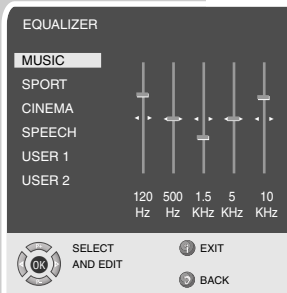 EQUALIZER
MUSIC
SPORT
CINEMA
SPEECH
USER 1
USER 2
120 500 1.5 5 10
Hz Hz KHz KHz KHz
SELECT
AND EDIT
OK
i EXIT
BACK